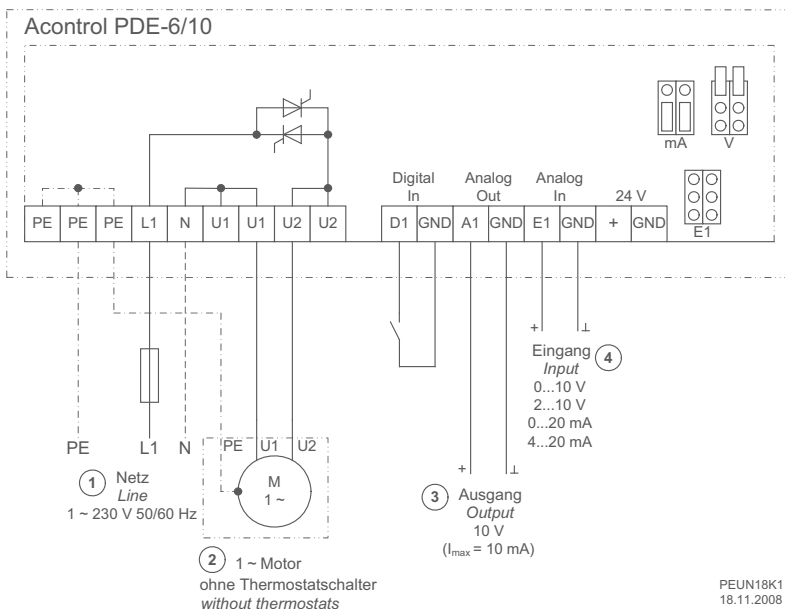 Acontrol PDE-6/10
mA V
Digital In
Analog Out
Analog In
24 V
PE PE PE L1 N U1 U1 U2 U2
D1 GND A1 GND E1 GND + GND
E1
+ ⊥
Eingang 4
Input
0...10 V
2...10 V
0...20 mA
4...20 mA
PE L1 N
PE U1 U2
1 Netz
Line
1 ~ 230 V 50/60 Hz
M
1 ~
+ ⊥
3 Ausgang
Output
10 V
(Imax = 10 mA)
2 1 ~ Motor
ohne Thermostatschalter
without thermostats
PEUN18K1
18.11.2008